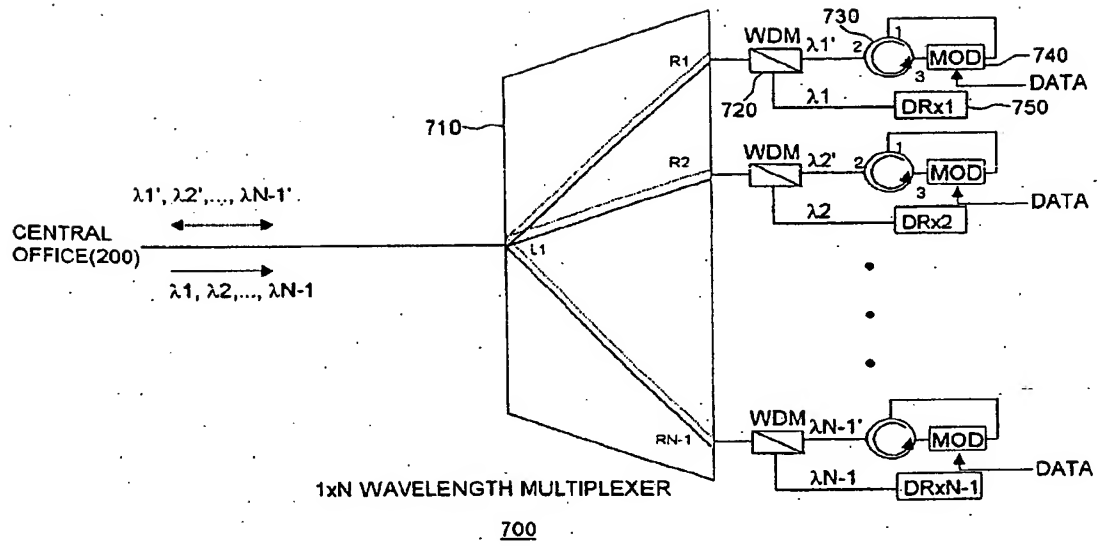 730
1
WDM
λ1'
2
MOD
740
R1
3
DATA
710
λ1
DRx1
750
720
WDM
λ2'
1
2
MOD
R2
3
DATA
λ2
DRx2
λ1', λ2',..., λN-1'
CENTRAL
OFFICE(200)
L1
λ1, λ2,..., λN-1
WDM
λN-1'
MOD
RN-1
DATA
λN-1
DRxN-1
1xN WAVELENGTH MULTIPLEXER
700